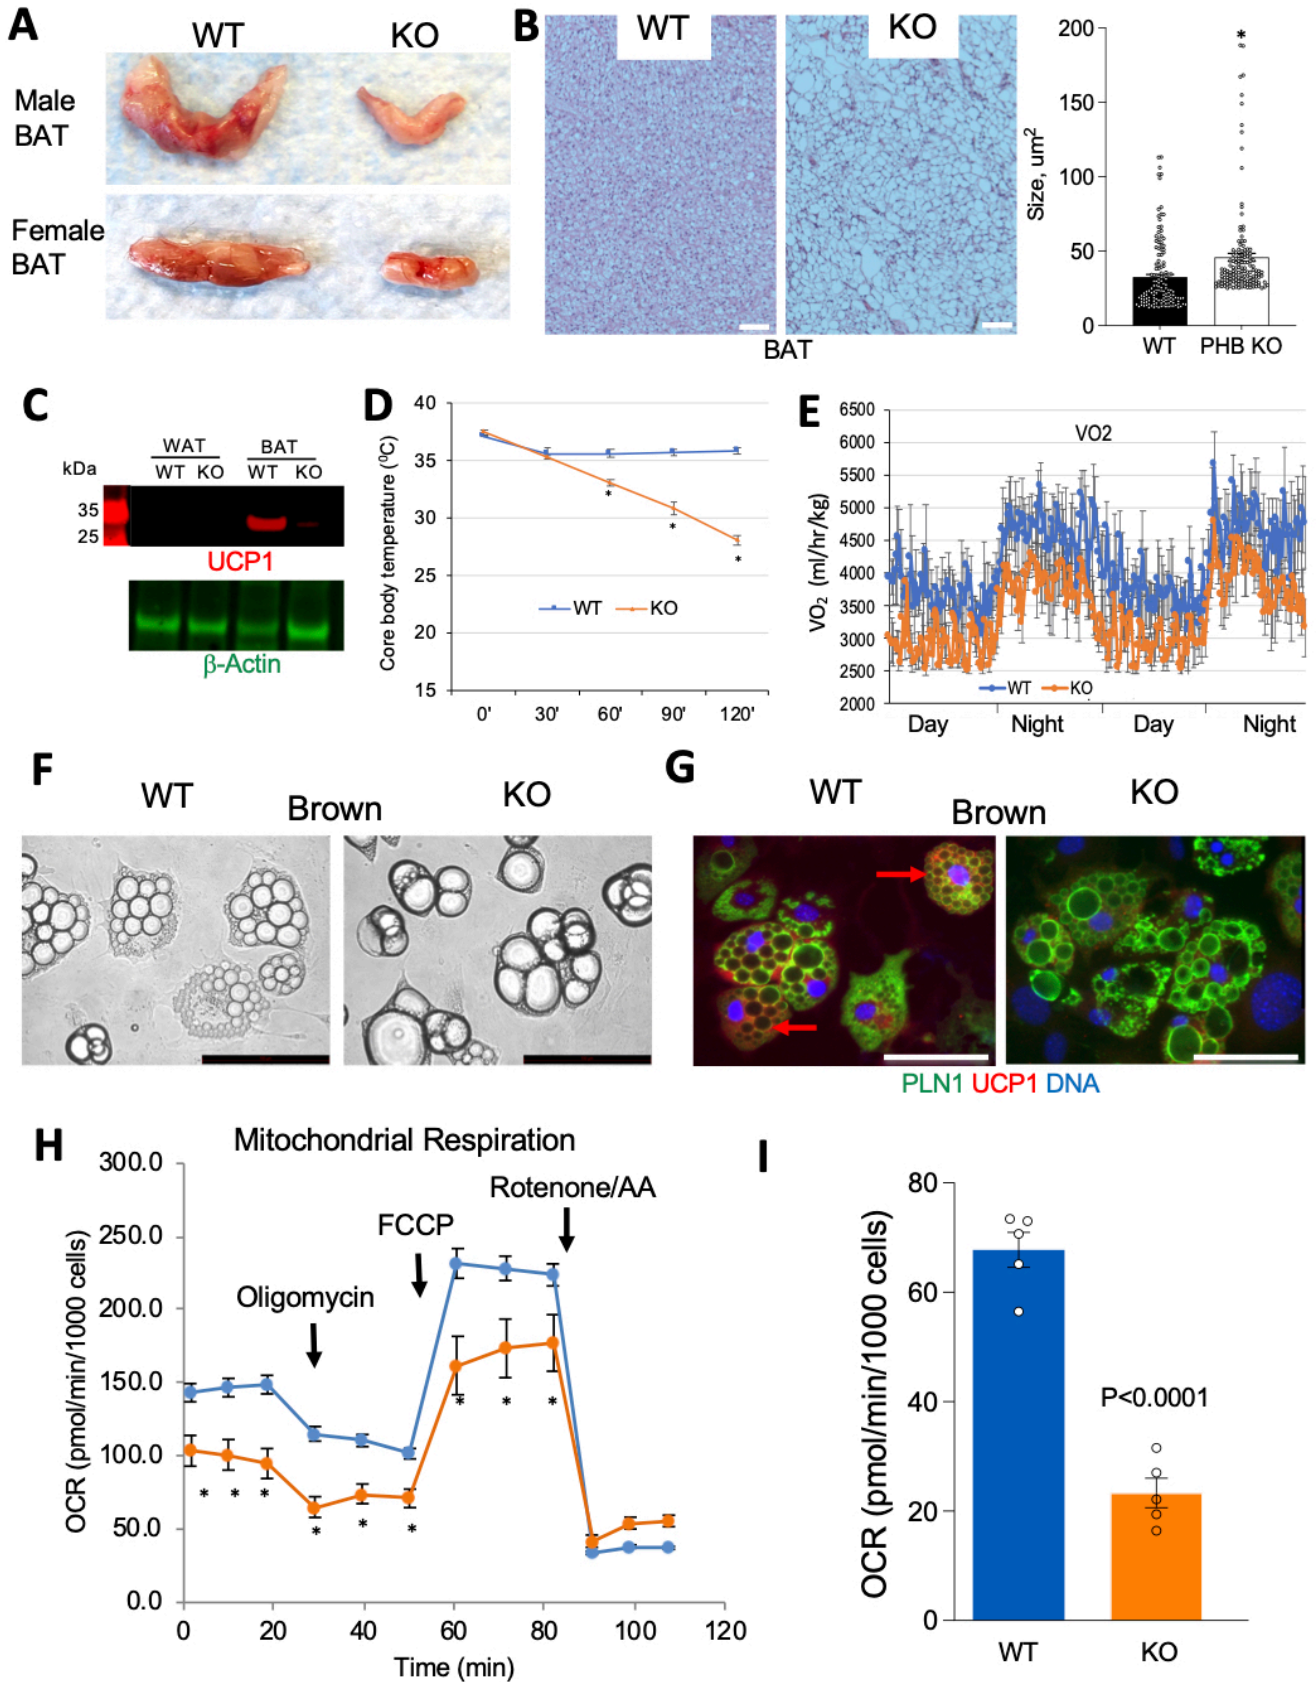 A
WT KO
Male
BAT
Female
BAT
B
WT KO
BAT
Size, um²
200
150
100
50
0
*
WT PHB KO
C
WAT BAT
kDa WT KO WT KO
35
25
UCP1
β-Actin
D
Core body temperature (⁰C)
40
35
30
25
20
15
*
*
*
WT KO
0' 30' 60' 90' 120'
E
VO2
VO₂ (ml/hr/kg)
6500
6000
5500
5000
4500
4000
3500
3000
2500
2000
WT KO
Day Night Day Night
F
WT KO
Brown
G
WT KO
Brown
PLN1 UCP1 DNA
H
Mitochondrial Respiration
OCR (pmol/min/1000 cells)
300.0
250.0
200.0
150.0
100.0
50.0
0.0
Rotenone/AA
FCCP
Oligomycin
* * *
* * *
* * *
0 20 40 60 80 100 120
Time (min)
I
OCR (pmol/min/1000 cells)
80
60
40
20
0
P<0.0001
WT KO